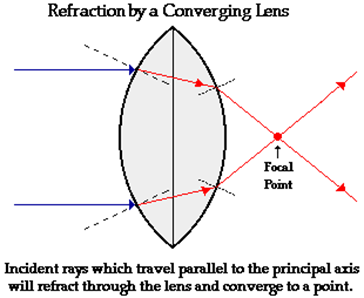 Refraction by a Converging Lens
↑
Focal
Point
Incident rays which travel parallel to the principal axis
will refract through the lens and converge to a point.